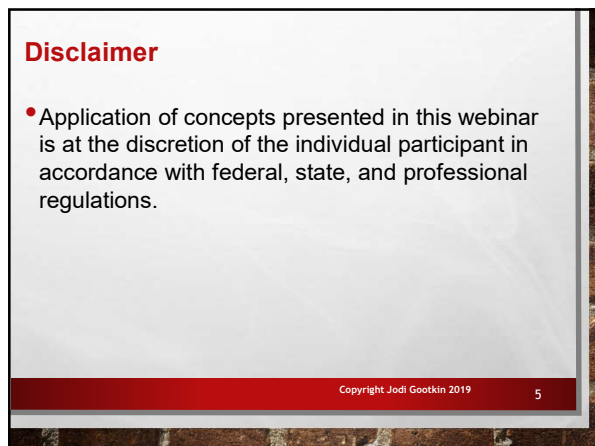 Disclaimer
•Application of concepts presented in this webinar
is at the discretion of the individual participant in
accordance with federal, state, and professional
regulations.
Copyright Jodi Gootkin 2019
5